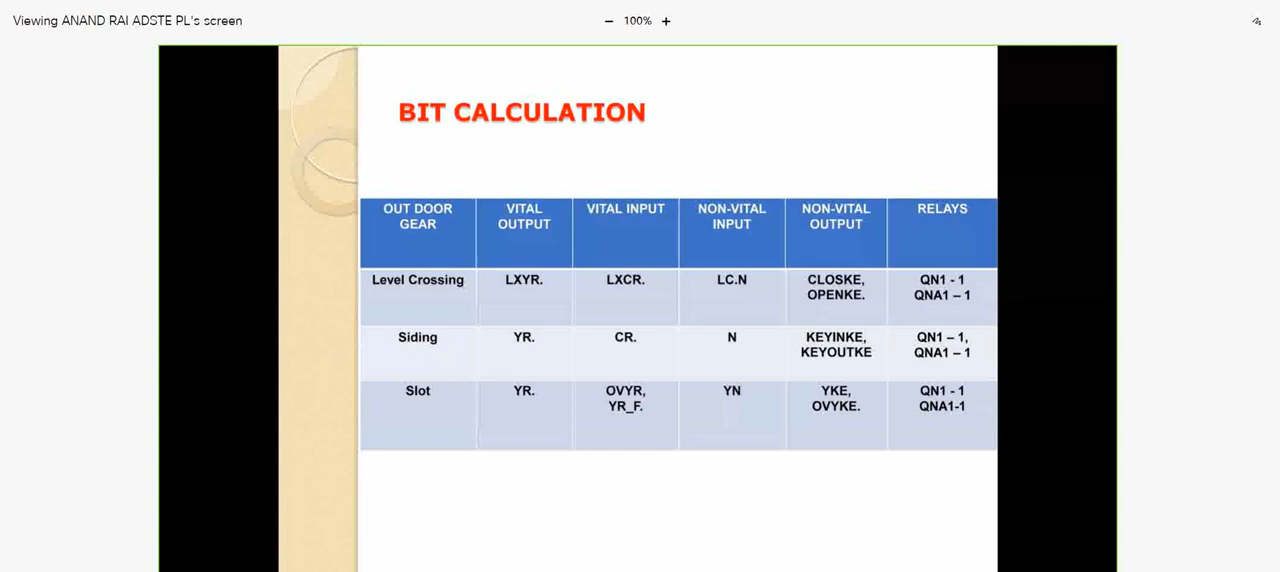 Viewing ANAND RAI ADSTE PL's screen
− 100% +
BIT CALCULATION
OUT DOOR GEAR | VITAL OUTPUT | VITAL INPUT | NON-VITAL INPUT | NON-VITAL OUTPUT | RELAYS
Level Crossing | LXYR. | LXCR. | LC.N | CLOSKE, OPENKE. | QN1 - 1 QNA1 – 1
Siding | YR. | CR. | N | KEYINKE, KEYOUTKE | QN1 – 1, QNA1 – 1
Slot | YR. | OVYR, YR_F. | YN | YKE, OVYKE. | QN1 - 1 QNA1-1